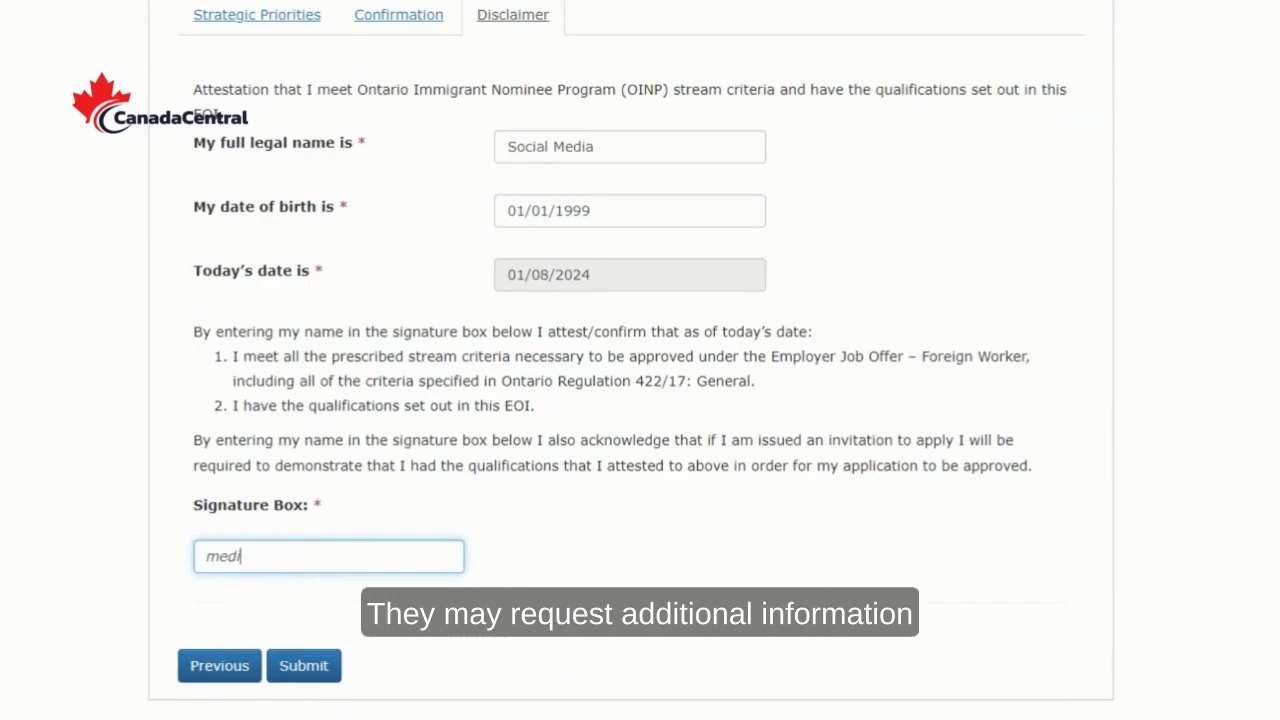 Strategic Priorities Confirmation Disclaimer
Attestation that I meet Ontario Immigrant Nominee Program (OINP) stream criteria and have the qualifications set out in this
EOI.
CanadaCentral
My full legal name is * Social Media
My date of birth is * 01/01/1999
Today’s date is * 01/08/2024
By entering my name in the signature box below I attest/confirm that as of today’s date:
1. I meet all the prescribed stream criteria necessary to be approved under the Employer Job Offer – Foreign Worker,
including all of the criteria specified in Ontario Regulation 422/17: General.
2. I have the qualifications set out in this EOI.
By entering my name in the signature box below I also acknowledge that if I am issued an invitation to apply I will be
required to demonstrate that I had the qualifications that I attested to above in order for my application to be approved.
Signature Box: *
medi
They may request additional information
Previous Submit